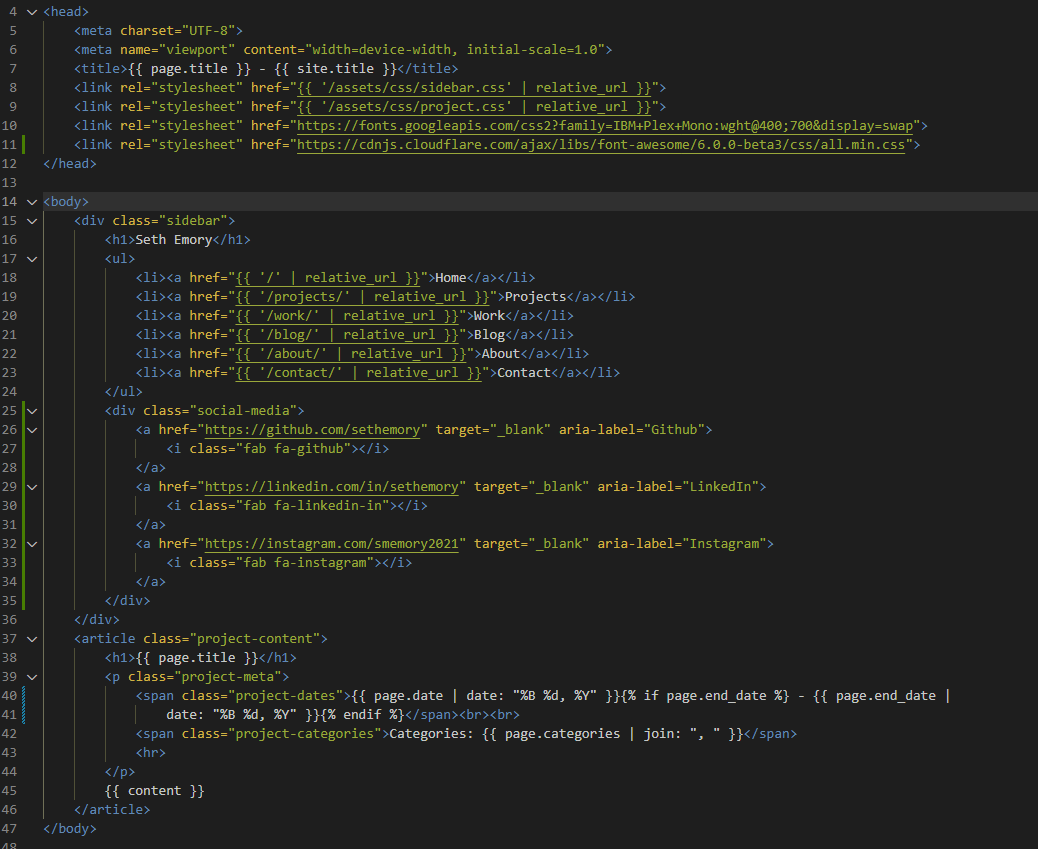 4 <head>
5 <meta charset="UTF-8">
6 <meta name="viewport" content="width=device-width, initial-scale=1.0">
7 <title>{{ page.title }} - {{ site.title }}</title>
8 <link rel="stylesheet" href="{{ '/assets/css/sidebar.css' | relative_url }}">
9 <link rel="stylesheet" href="{{ '/assets/css/project.css' | relative_url }}">
10 <link rel="stylesheet" href="https://fonts.googleapis.com/css2?family=IBM+Plex+Mono:wght@400;700&display=swap">
11 <link rel="stylesheet" href="https://cdnjs.cloudflare.com/ajax/libs/font-awesome/6.0.0-beta3/css/all.min.css">
12 </head>
13
14 <body>
15 <div class="sidebar">
16 <h1>Seth Emory</h1>
17 <ul>
18 <li><a href="{{ '/' | relative_url }}">Home</a></li>
19 <li><a href="{{ '/projects/' | relative_url }}">Projects</a></li>
20 <li><a href="{{ '/work/' | relative_url }}">Work</a></li>
21 <li><a href="{{ '/blog/' | relative_url }}">Blog</a></li>
22 <li><a href="{{ '/about/' | relative_url }}">About</a></li>
23 <li><a href="{{ '/contact/' | relative_url }}">Contact</a></li>
24 </ul>
25 <div class="social-media">
26 <a href="https://github.com/sethemory" target="_blank" aria-label="Github">
27 <i class="fab fa-github"></i>
28 </a>
29 <a href="https://linkedin.com/in/sethemory" target="_blank" aria-label="LinkedIn">
30 <i class="fab fa-linkedin-in"></i>
31 </a>
32 <a href="https://instagram.com/smemory2021" target="_blank" aria-label="Instagram">
33 <i class="fab fa-instagram"></i>
34 </a>
35 </div>
36 </div>
37 <article class="project-content">
38 <h1>{{ page.title }}</h1>
39 <p class="project-meta">
40 <span class="project-dates">{{ page.date | date: "%B %d, %Y" }}{% if page.end_date %} - {{ page.end_date |
41 date: "%B %d, %Y" }}{% endif %}</span><br><br>
42 <span class="project-categories">Categories: {{ page.categories | join: ", " }}</span>
43 <hr>
44 </p>
45 {{ content }}
46 </article>
47 </body>
48